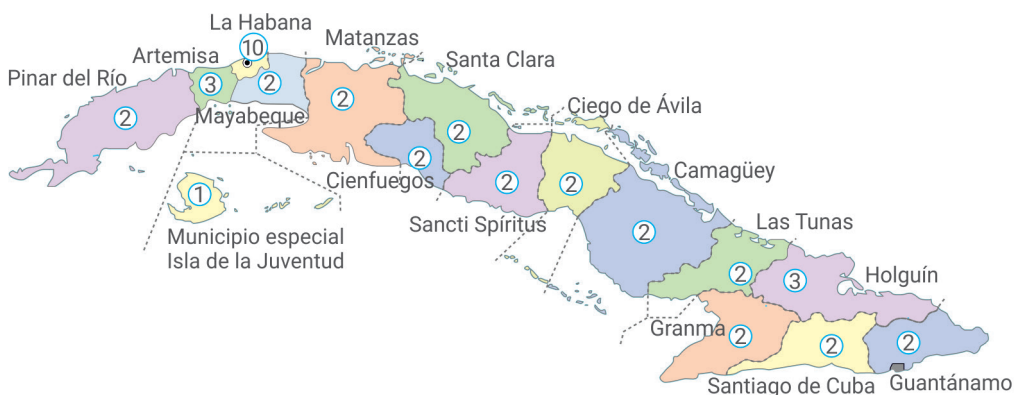 La Habana
10
Matanzas
Artemisa
Santa Clara
Pinar del Río
3
2
2
Ciego de Ávila
Mayabeque
2
2
2
Camagüey
Cienfuegos
2
2
1
Sancti Spíritus
Las Tunas
Municipio especial
Isla de la Juventud
2
2
3
Holguín
Granma
2
2
2
Santiago de Cuba
Guantánamo